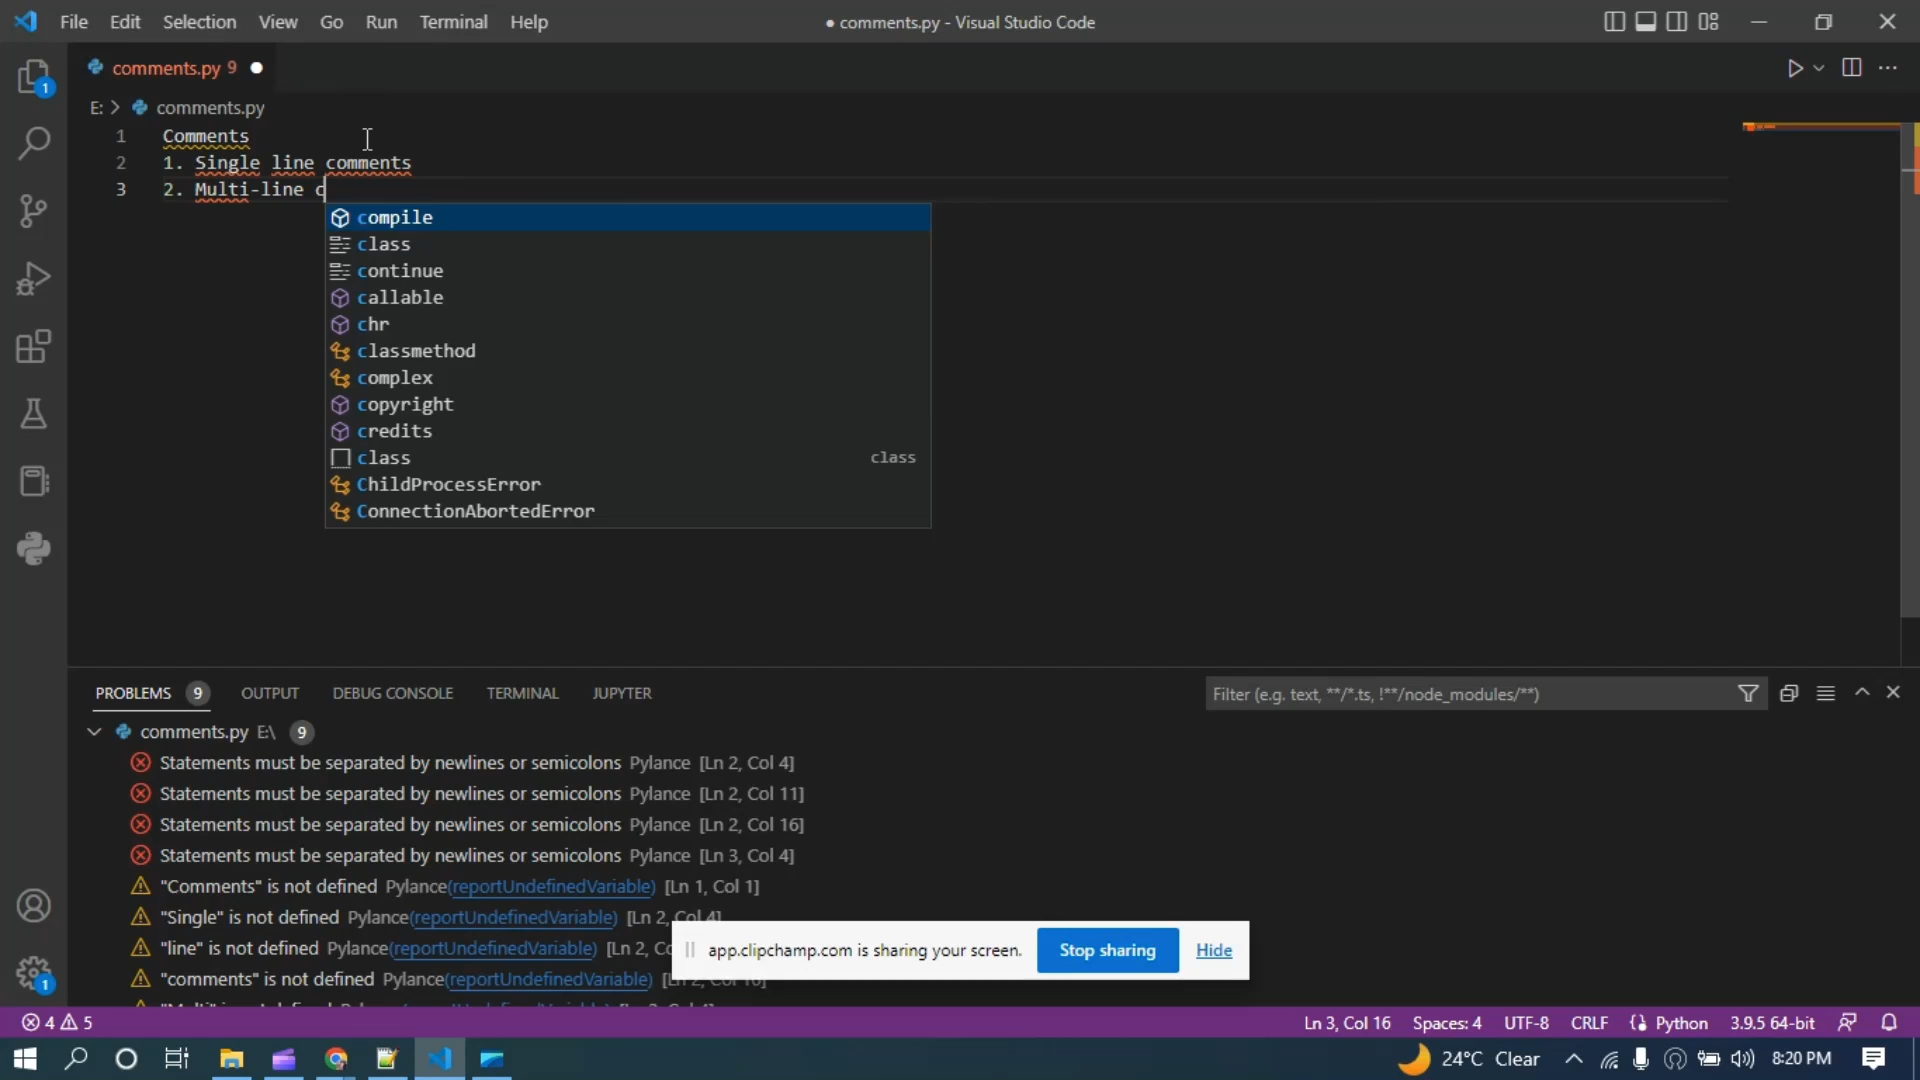 File Edit Selection View Go Run Terminal Help
● comments.py - Visual Studio Code
1
comments.py 9 ●
E: > comments.py
1 Comments
2 1. Single line comments
3 2. Multi-line c
compile
class
continue
callable
chr
classmethod
complex
copyright
credits
class class
ChildProcessError
ConnectionAbortedError
PROBLEMS 9 OUTPUT DEBUG CONSOLE TERMINAL JUPYTER
Filter (e.g. text, **/*.ts, !**/node_modules/**)
comments.py E:\ 9
Statements must be separated by newlines or semicolons Pylance [Ln 2, Col 4]
Statements must be separated by newlines or semicolons Pylance [Ln 2, Col 11]
Statements must be separated by newlines or semicolons Pylance [Ln 2, Col 16]
Statements must be separated by newlines or semicolons Pylance [Ln 3, Col 4]
"Comments" is not defined Pylance(reportUndefinedVariable) [Ln 1, Col 1]
"Single" is not defined Pylance(reportUndefinedVariable) [Ln 2, Col 4]
"line" is not defined Pylance(reportUndefinedVariable) [Ln 2,
"comments" is not defined Pylance(reportUndefinedVariable)
app.clipchamp.com is sharing your screen. Stop sharing Hide
1
4 5
Ln 3, Col 16 Spaces: 4 UTF-8 CRLF Python 3.9.5 64-bit
24°C Clear 8:20 PM